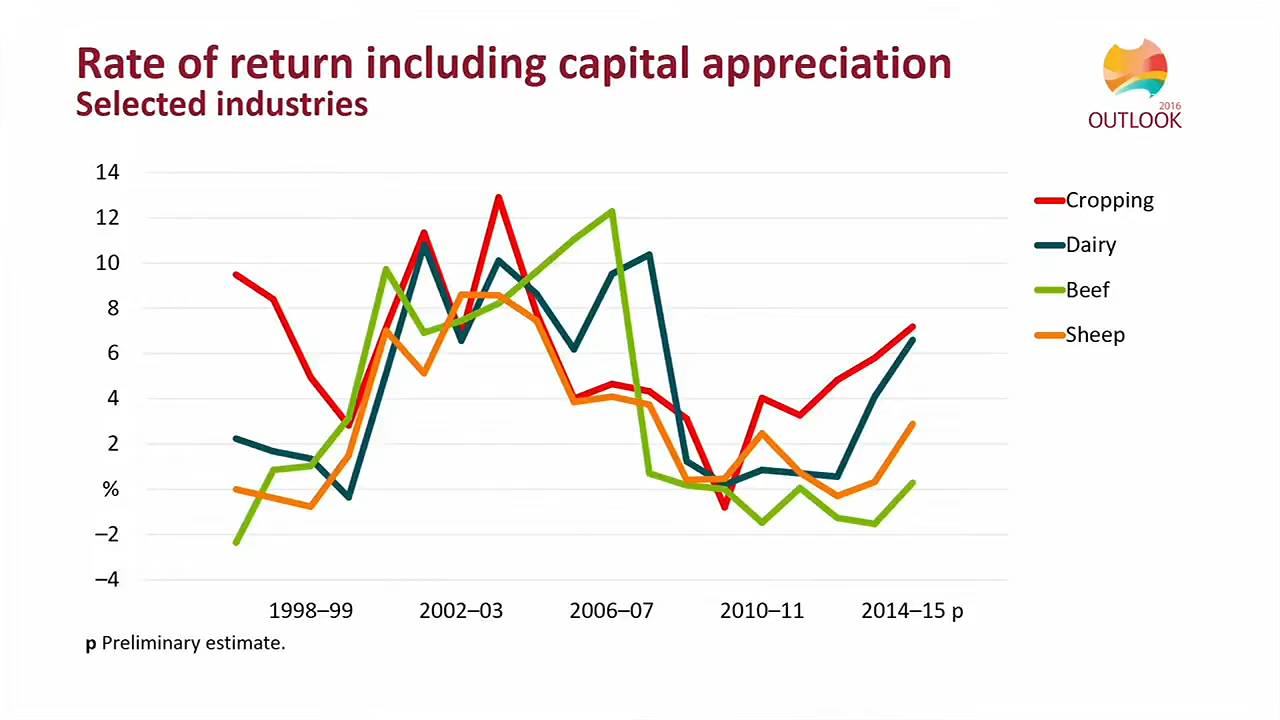 Rate of return including capital appreciation
Selected industries
2016
OUTLOOK
14
12
10
8
6
4
2
%
–2
–4
1998–99 2002–03 2006–07 2010–11 2014–15 p
Cropping
Dairy
Beef
Sheep
p Preliminary estimate.